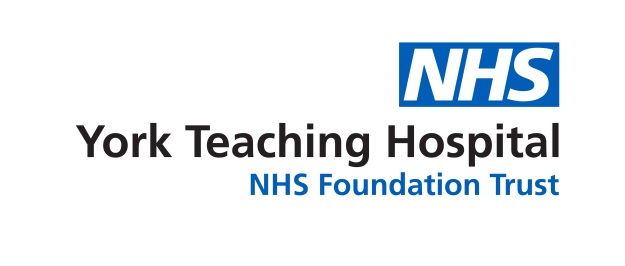 NHS
York Teaching Hospital
NHS Foundation Trust